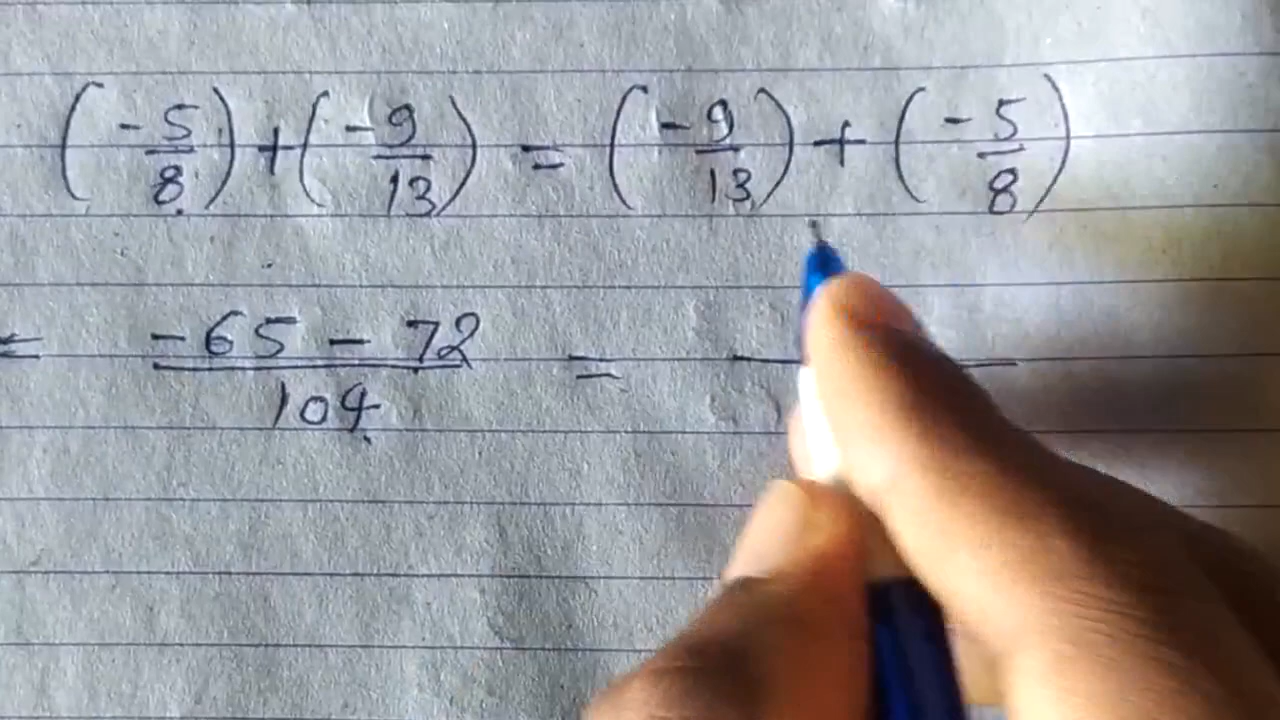 (-5/8) + (-9/13) = (-9/13) + (-5/8)
= -65 - 72/104 =